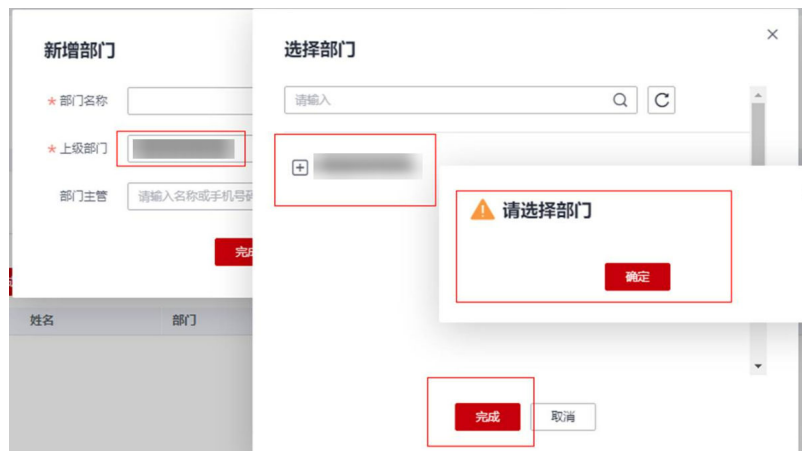 新增部门
* 部门名称
* 上级部门
部门主管
请输入名称或手机号码
姓名
部门
选择部门
请输入
请选择部门
确定
完成
取消